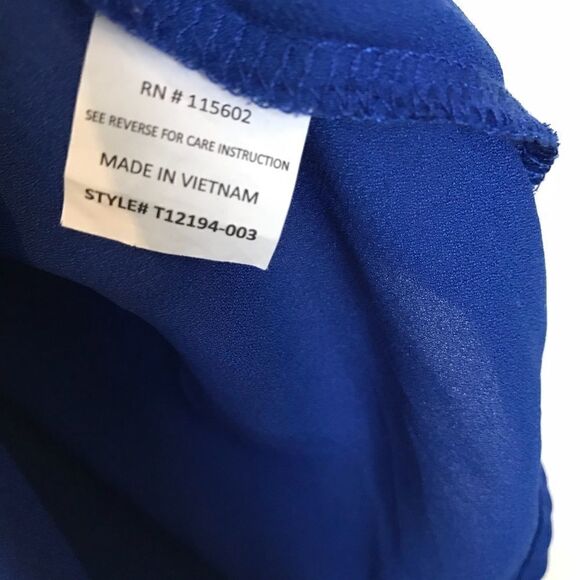 RN # 115602
SEE REVERSE FOR CARE INSTRUCTION
MADE IN VIETNAM
STYLE# T12194-003